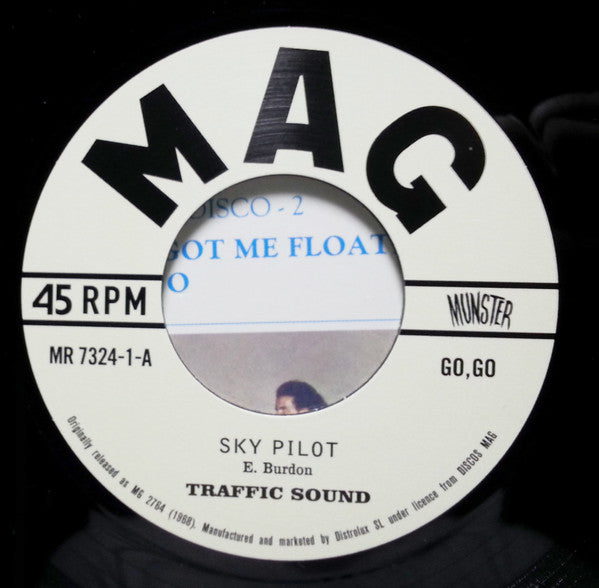 MAG
DISCO - 2
GOT ME FLOAT
O
45 RPM
MUNSTER
MR 7324-1-A
GO,GO
SKY PILOT
E. Burdon
TRAFFIC SOUND
Originally released as MG 2764 (1968). Manufactured and marketed by Distrolux SL under licence from DISCOS MAG